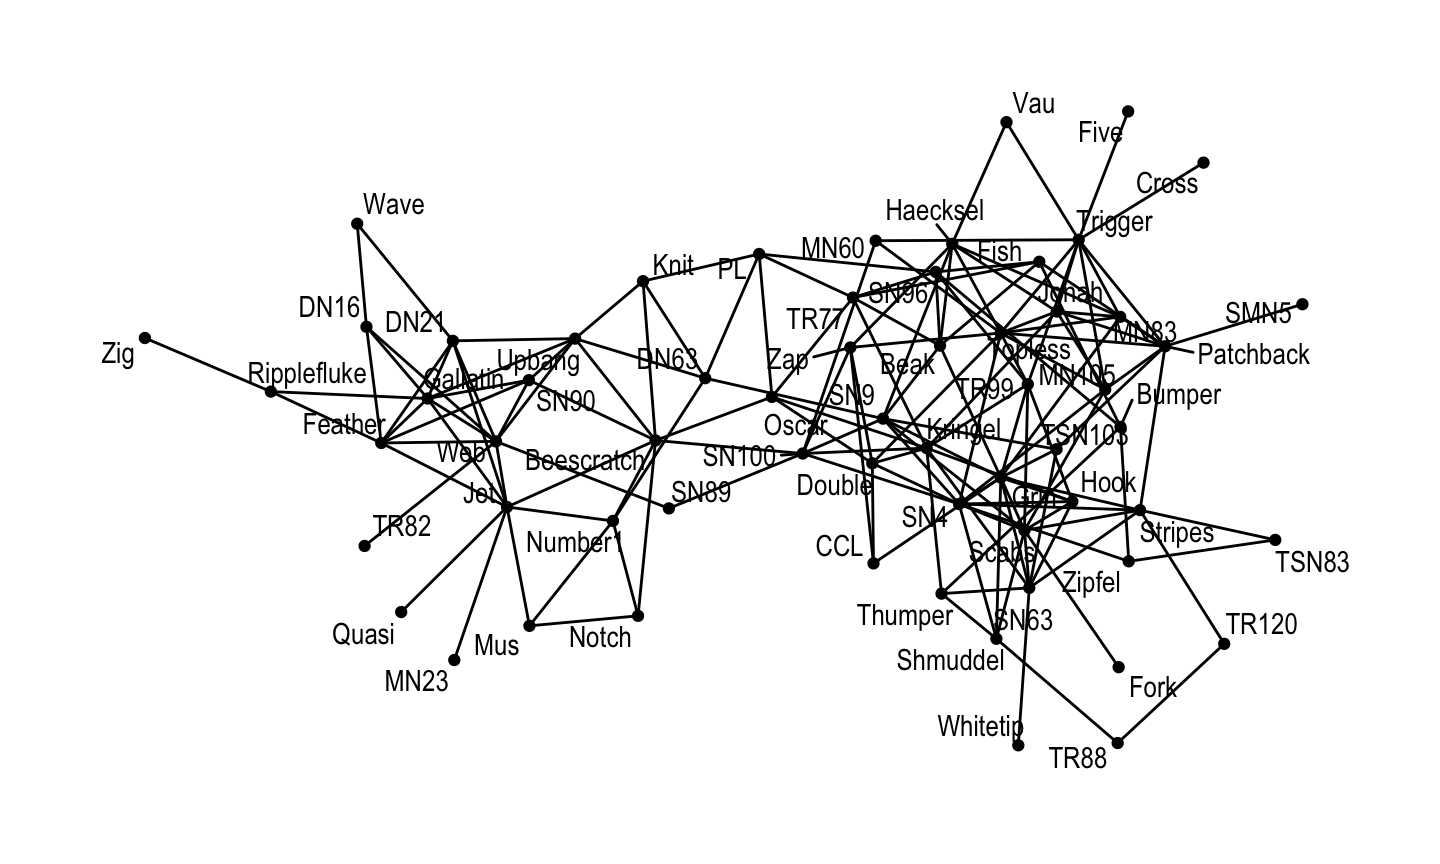 Vau
Five
Cross
Wave
Haecksel
Trigger
MN60
Fish
Knit
PL
SN96
Jonah
DN16
DN21
TR77
SMN5
MN83
Zig
Upbang
DN63
Zap
Beak
Topless
Patchback
Ripplefluke
Gallatin
SN90
SN9
TR99
MN105
Bumper
Feather
Oscar
Kringel
TSN103
Web
Beescratch
SN100
Jet
SN89
Double
Grin
Hook
TR82
Number1
SN4
Stripes
CCL
Scabs
Zipfel
TSN83
Quasi
Mus
Notch
Thumper
SN63
TR120
MN23
Shmuddel
Fork
Whitetip
TR88